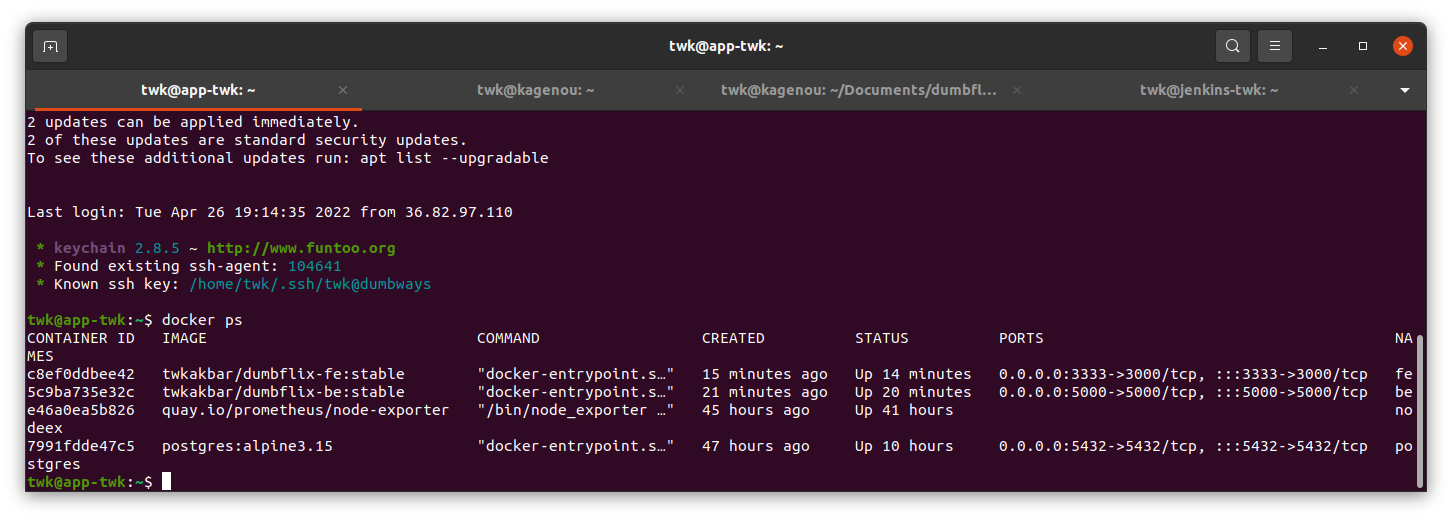 twk@app-twk: ~
twk@app-twk: ~ twk@kagenou: ~ twk@kagenou: ~/Documents/dumbfl... twk@jenkins-twk: ~
2 updates can be applied immediately.
2 of these updates are standard security updates.
To see these additional updates run: apt list --upgradable
Last login: Tue Apr 26 19:14:35 2022 from 36.82.97.110
* keychain 2.8.5 ~ http://www.funtoo.org
* Found existing ssh-agent: 104641
* Known ssh key: /home/twk/.ssh/twk@dumbways
twk@app-twk:~$ docker ps
CONTAINER ID   IMAGE                              COMMAND                  CREATED          STATUS          PORTS                                       NA
MES
c8ef0ddbee42   twkakbar/dumbflix-fe:stable        "docker-entrypoint.s…"   15 minutes ago   Up 14 minutes   0.0.0.0:3333->3000/tcp, :::3333->3000/tcp   fe
5c9ba735e32c   twkakbar/dumbflix-be:stable        "docker-entrypoint.s…"   21 minutes ago   Up 20 minutes   0.0.0.0:5000->5000/tcp, :::5000->5000/tcp   be
e46a0ea5b826   quay.io/prometheus/node-exporter   "/bin/node_exporter …"   45 hours ago     Up 41 hours                                                 no
deex
7991fdde47c5   postgres:alpine3.15                "docker-entrypoint.s…"   47 hours ago     Up 10 hours     0.0.0.0:5432->5432/tcp, :::5432->5432/tcp   po
stgres
twk@app-twk:~$